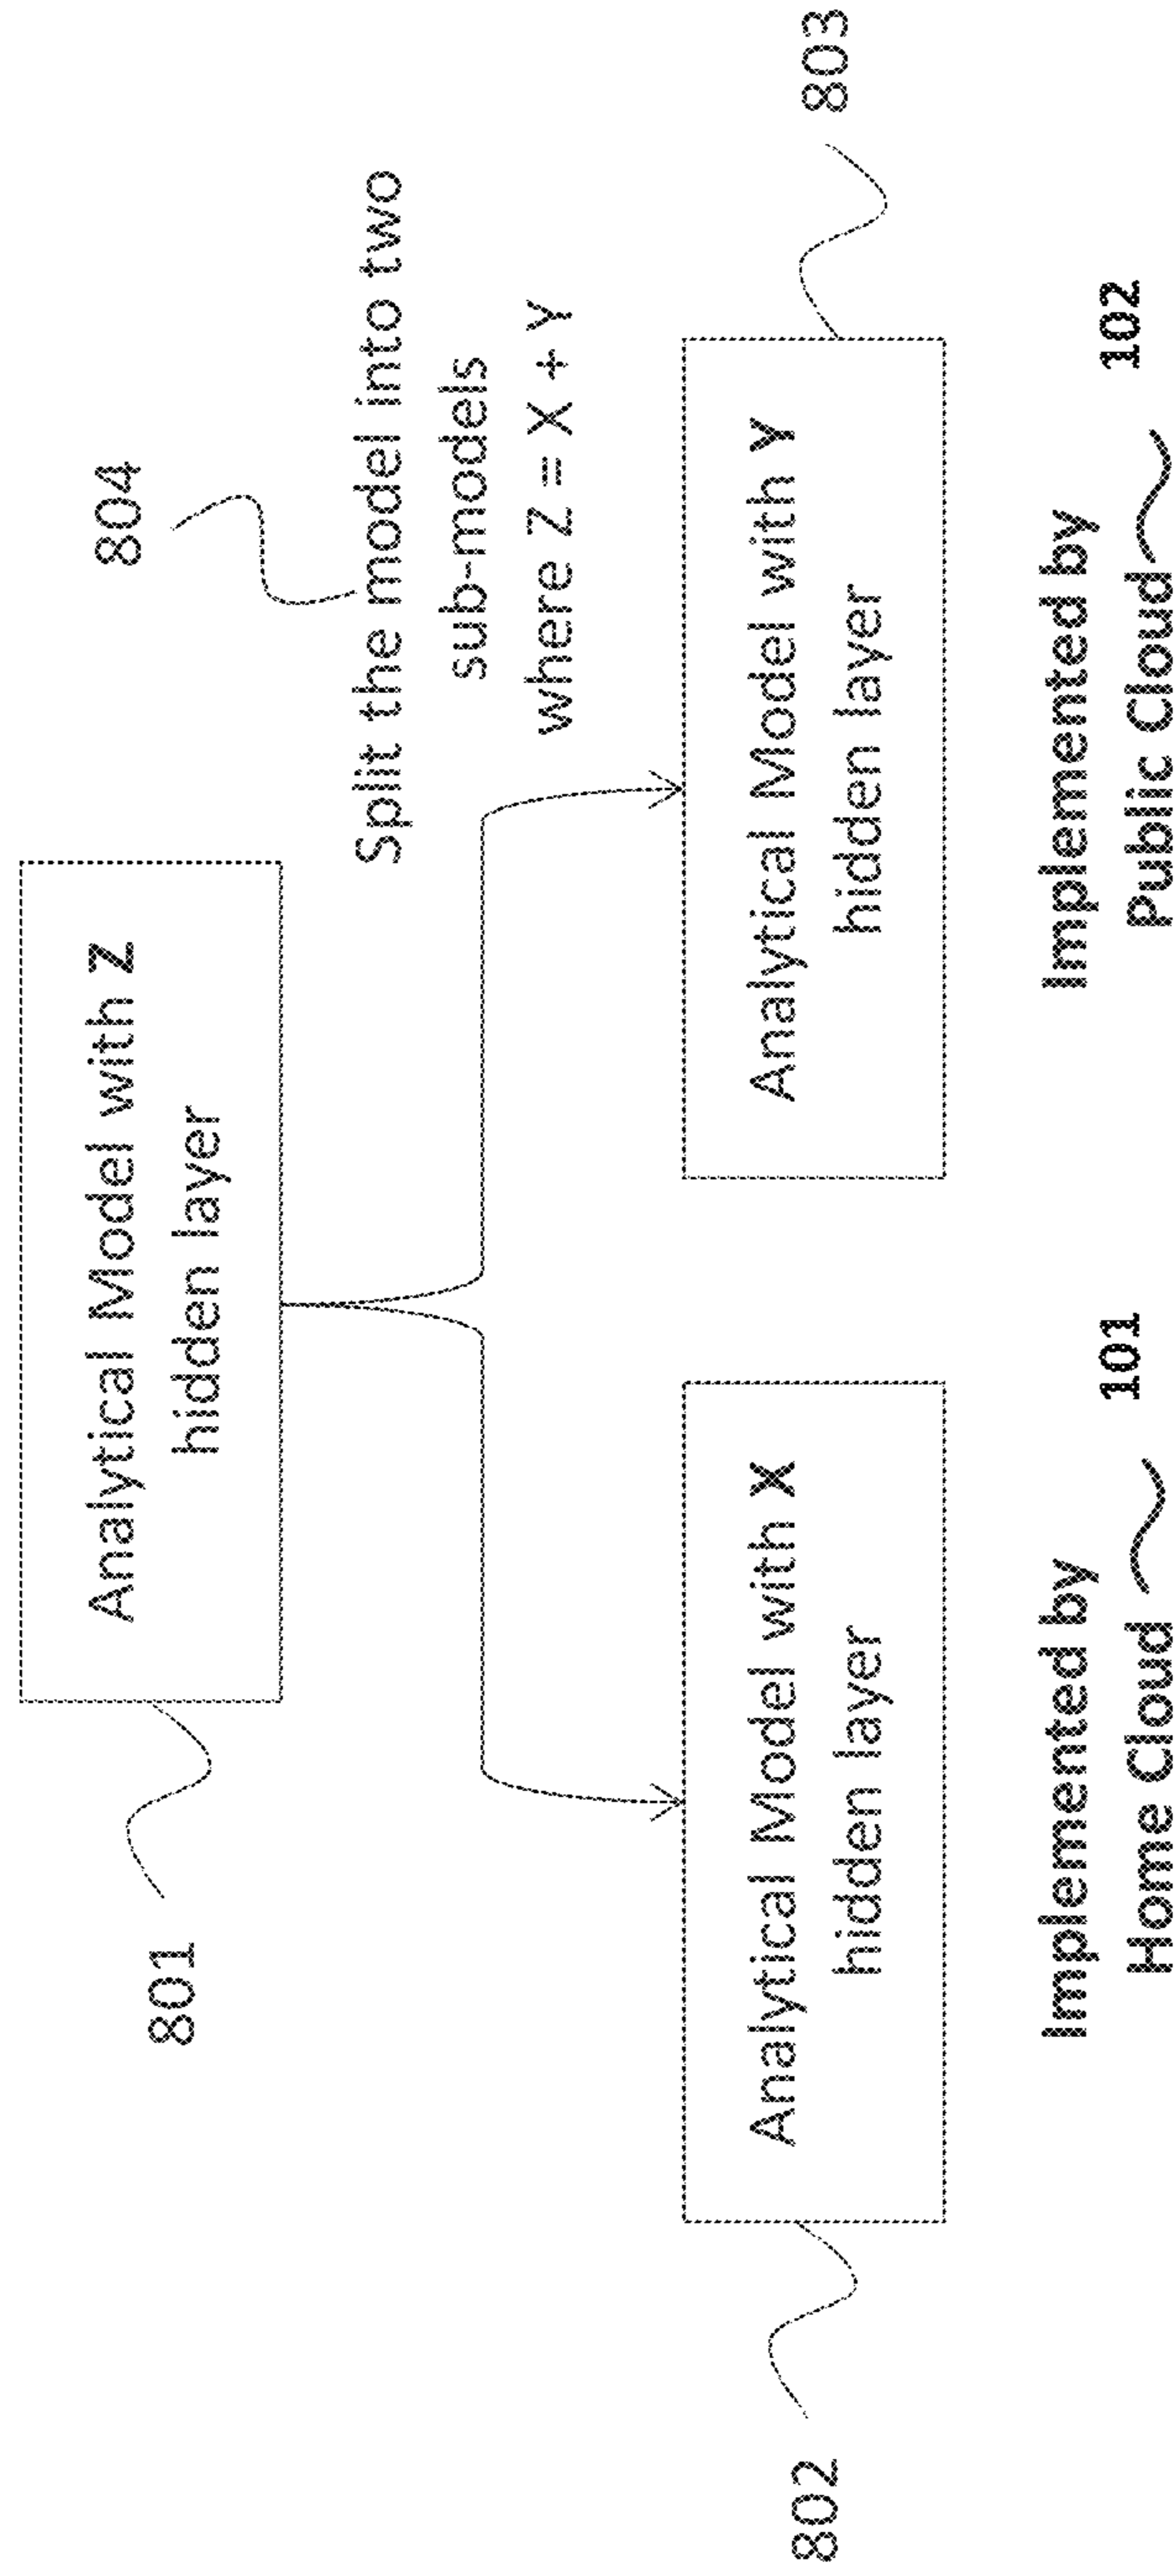 801
Analytical Model with Z
hidden layer
804
Split the model into two
sub-models
where Z = X + Y
802
Analytical Model with X
hidden layer
Analytical Model with Y
hidden layer
803
Implemented by
Home Cloud
101
Implemented by
Public Cloud
102